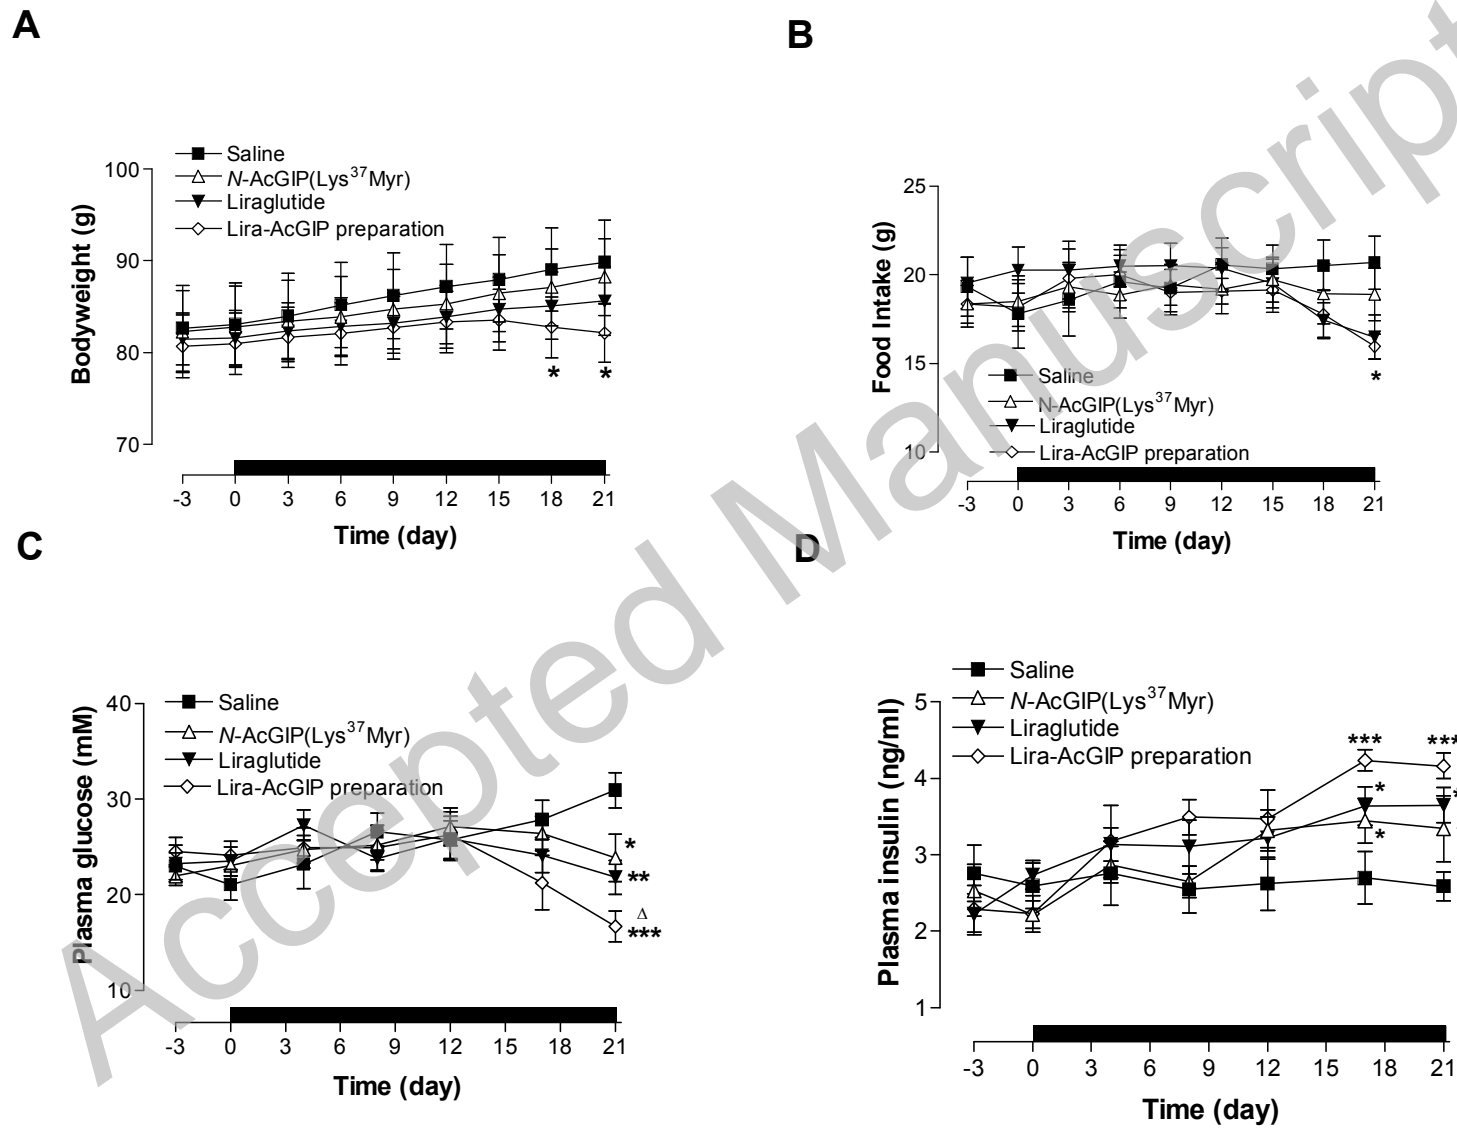 A
Saline
N-AcGIP(Lys37Myr)
Liraglutide
Lira-AcGIP preparation
100
90
80
70
Bodyweight (g)
* *
-3 0 3 6 9 12 15 18 21
Time (day)
B
25
20
15
10
Food Intake (g)
Saline
N-AcGIP(Lys37Myr)
Liraglutide
Lira-AcGIP preparation
*
-3 0 3 6 9 12 15 18 21
Time (day)
C
Saline
N-AcGIP(Lys37Myr)
Liraglutide
Lira-AcGIP preparation
40
30
20
10
Plasma glucose (mM)
*
**
Δ
***
-3 0 3 6 9 12 15 18 21
Time (day)
D
Saline
N-AcGIP(Lys37Myr)
Liraglutide
Lira-AcGIP preparation
5
4
3
2
1
Plasma insulin (ng/ml)
*** ***
*
*
-3 0 3 6 9 12 15 18 21
Time (day)
Accepted Manuscript